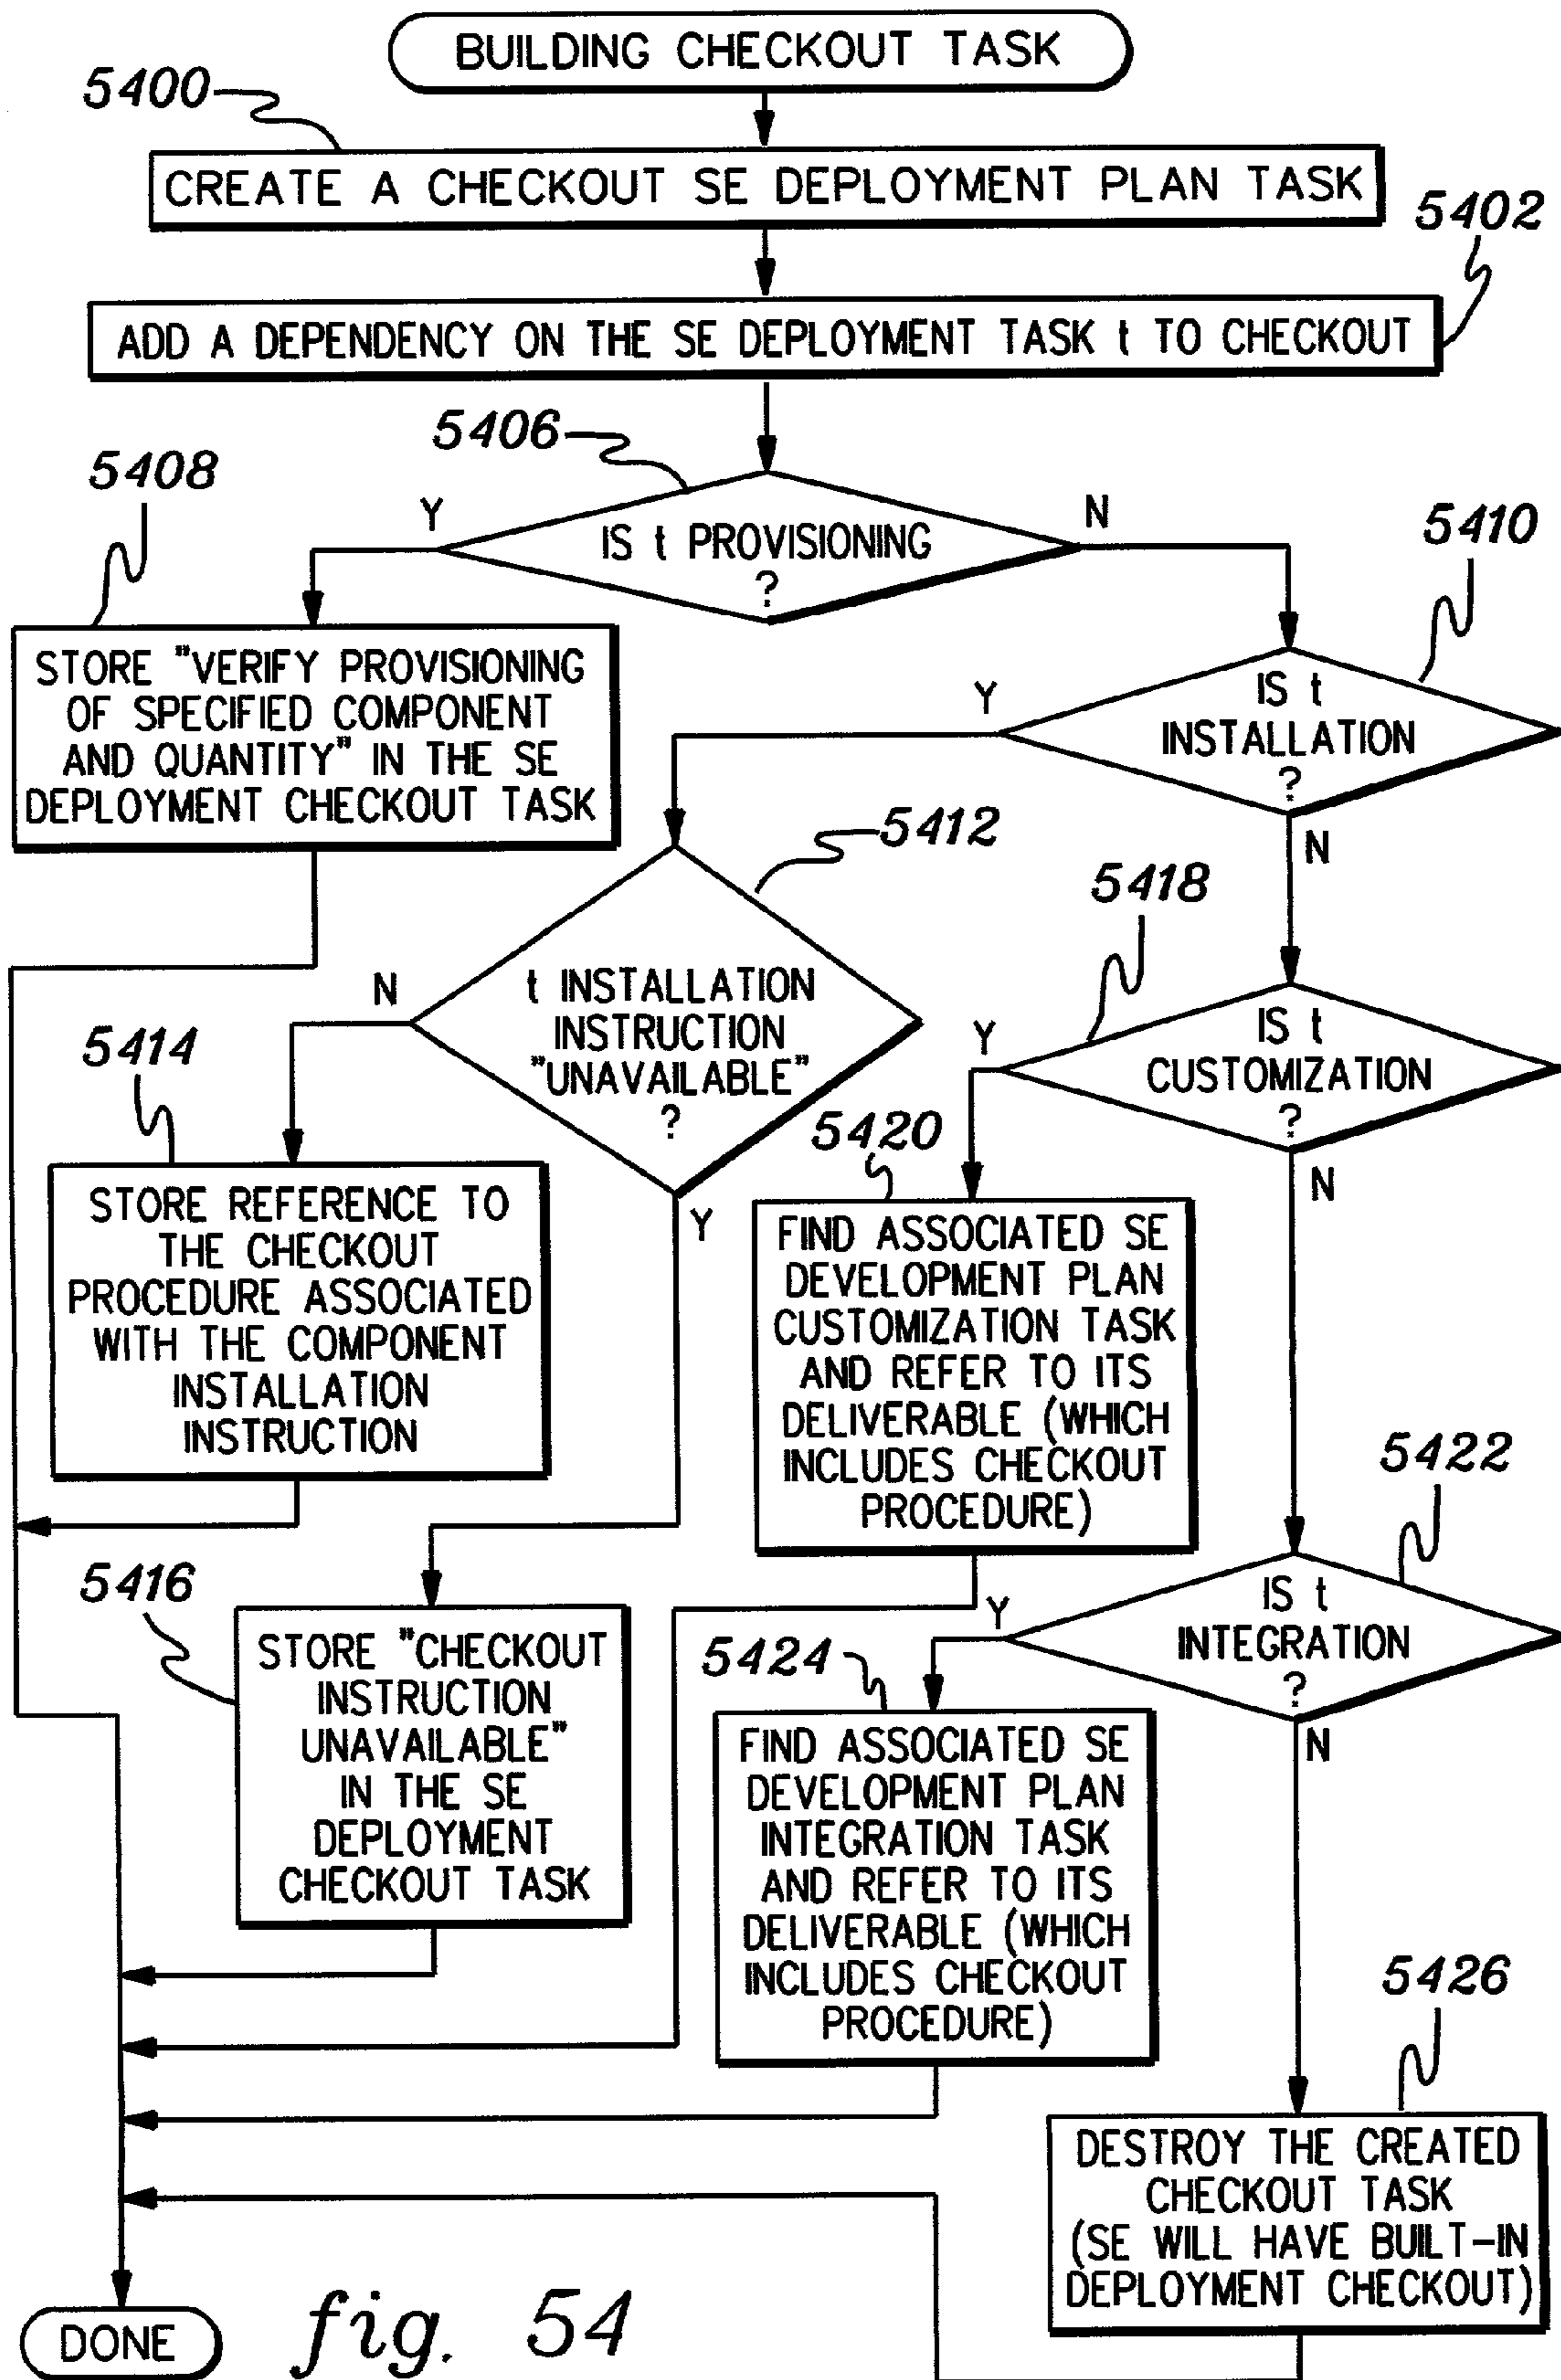 BUILDING CHECKOUT TASK
5400
CREATE A CHECKOUT SE DEPLOYMENT PLAN TASK
5402
ADD A DEPENDENCY ON THE SE DEPLOYMENT TASK t TO CHECKOUT
5406
Y
IS t PROVISIONING
?
N
5408
STORE "VERIFY PROVISIONING
OF SPECIFIED COMPONENT
AND QUANTITY" IN THE SE
DEPLOYMENT CHECKOUT TASK
5410
Y
IS t
INSTALLATION
?
N
5412
N
t INSTALLATION
INSTRUCTION
"UNAVAILABLE"
?
Y
5414
STORE REFERENCE TO
THE CHECKOUT
PROCEDURE ASSOCIATED
WITH THE COMPONENT
INSTALLATION
INSTRUCTION
5416
STORE "CHECKOUT
INSTRUCTION
UNAVAILABLE"
IN THE SE
DEPLOYMENT
CHECKOUT TASK
5418
Y
IS t
CUSTOMIZATION
?
N
5420
FIND ASSOCIATED SE
DEVELOPMENT PLAN
CUSTOMIZATION TASK
AND REFER TO ITS
DELIVERABLE (WHICH
INCLUDES CHECKOUT
PROCEDURE)
5422
Y
IS t
INTEGRATION
?
N
5424
FIND ASSOCIATED SE
DEVELOPMENT PLAN
INTEGRATION TASK
AND REFER TO ITS
DELIVERABLE (WHICH
INCLUDES CHECKOUT
PROCEDURE)
5426
DESTROY THE CREATED
CHECKOUT TASK
(SE WILL HAVE BUILT-IN
DEPLOYMENT CHECKOUT)
DONE
fig. 54